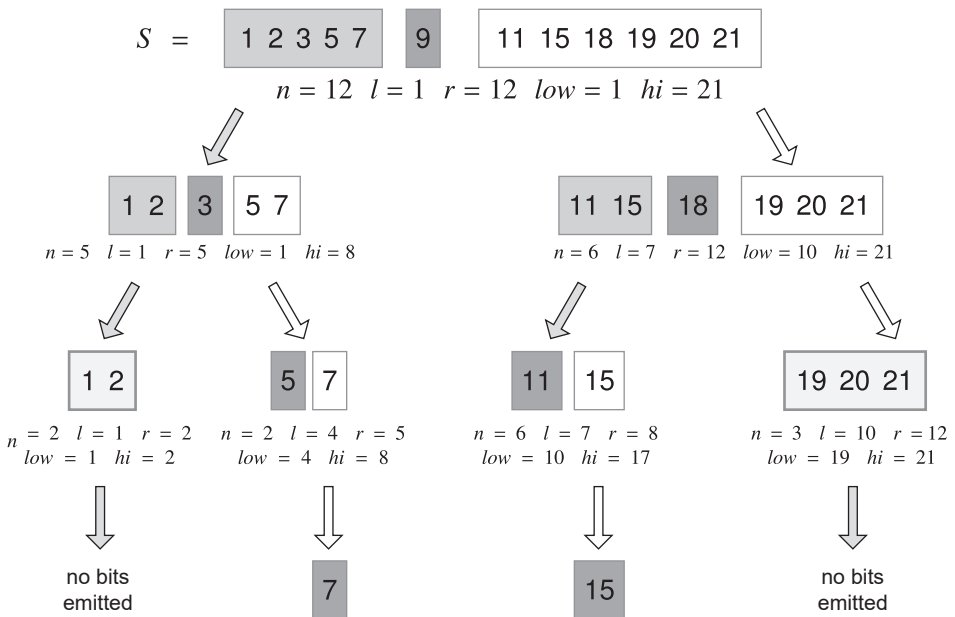 S = 1 2 3 5 7 9 11 15 18 19 20 21
n = 12 l = 1 r = 12 low = 1 hi = 21
1 2 3 5 7 11 15 18 19 20 21
n = 5 l = 1 r = 5 low = 1 hi = 8 n = 6 l = 7 r = 12 low = 10 hi = 21
1 2 5 7 11 15 19 20 21
n = 2 l = 1 r = 2 n = 2 l = 4 r = 5 n = 6 l = 7 r = 8 n = 3 l = 10 r = 12
low = 1 hi = 2 low = 4 hi = 8 low = 10 hi = 17 low = 19 hi = 21
no bits 7 15 no bits
emitted emitted